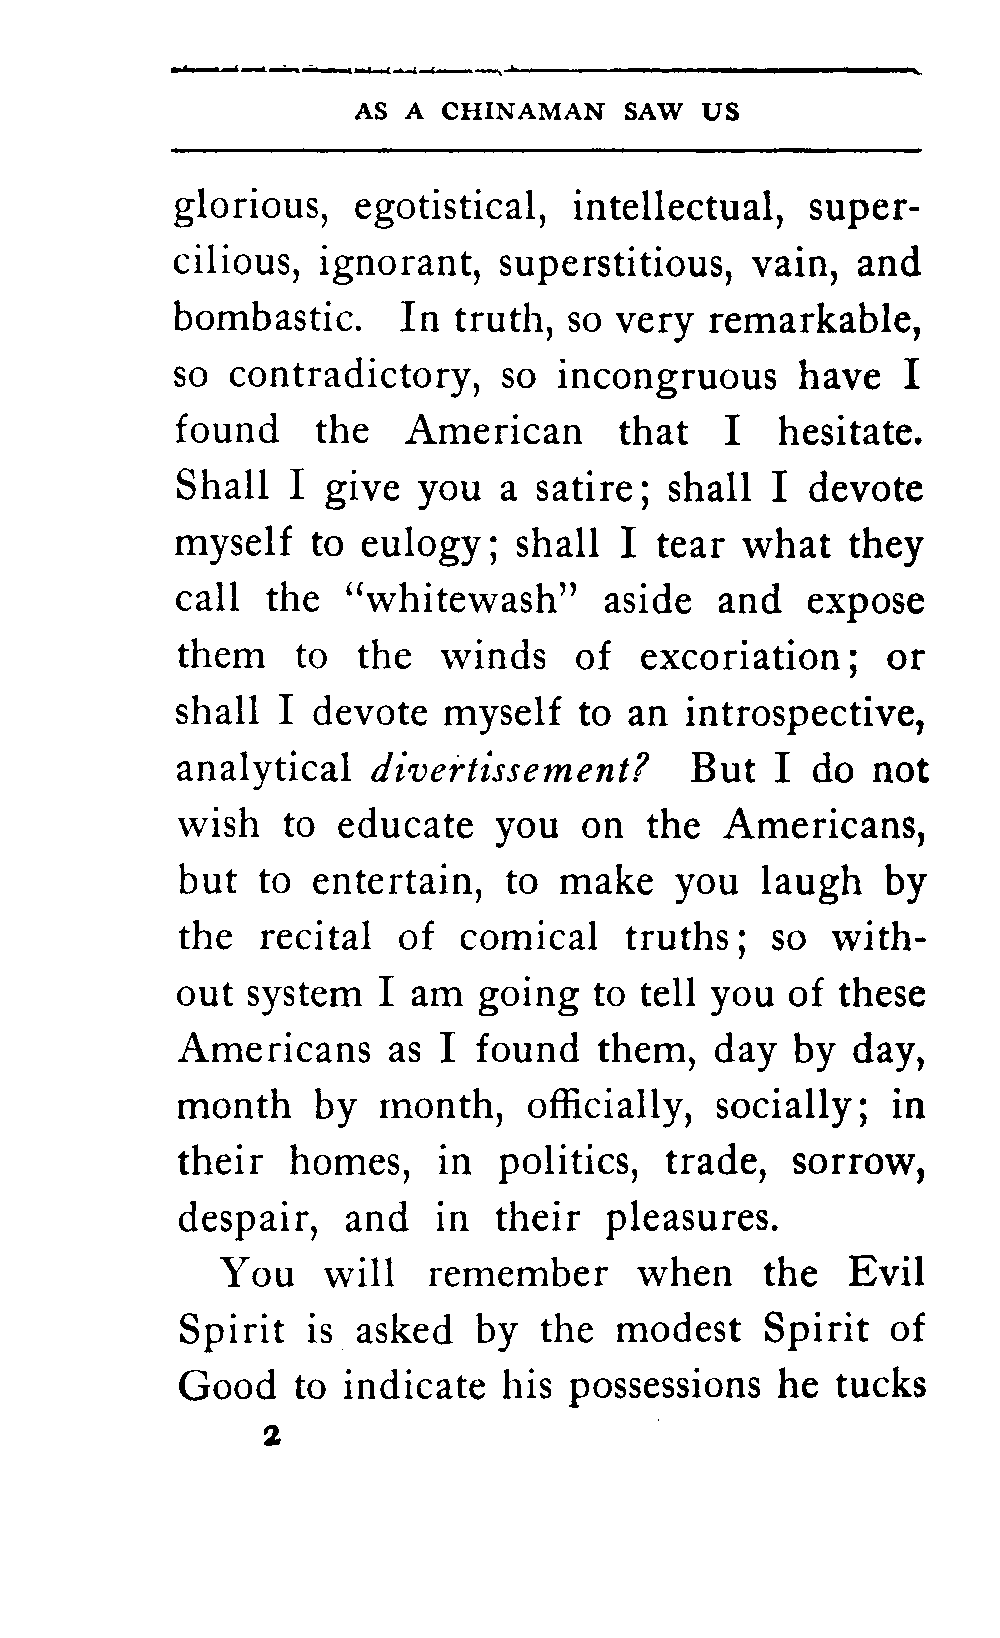 AS A CHINAMAN SAW US
glorious, egotistical, intellectual, super-
cilious, ignorant, superstitious, vain, and
bombastic. In truth, so very remarkable,
so contradictory, so incongruous have I
found the American that I hesitate.
Shall I give you a satire; shall I devote
myself to eulogy; shall I tear what they
call the “whitewash” aside and expose
them to the winds of excoriation; or
shall I devote myself to an introspective,
analytical divertissement? But I do not
wish to educate you on the Americans,
but to entertain, to make you laugh by
the recital of comical truths; so with-
out system I am going to tell you of these
Americans as I found them, day by day,
month by month, officially, socially; in
their homes, in politics, trade, sorrow,
despair, and in their pleasures.
You will remember when the Evil
Spirit is asked by the modest Spirit of
Good to indicate his possessions he tucks
2